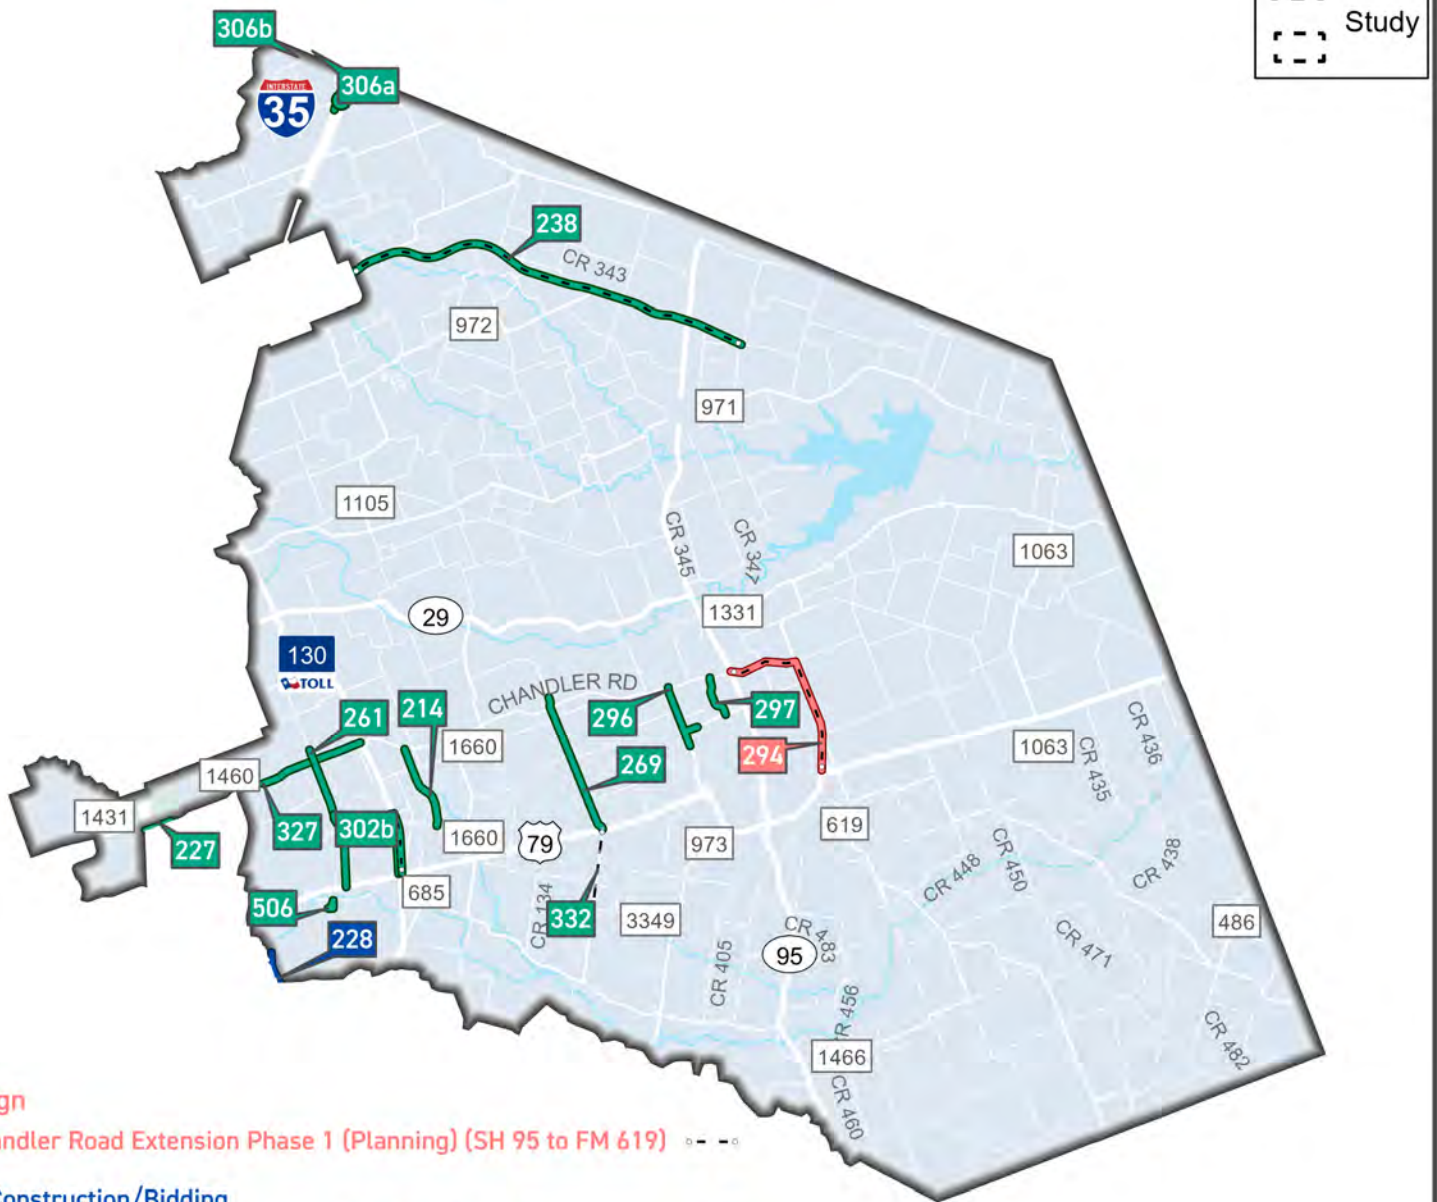 306b
Study
306a
INTERSTATE
35
238
CR 343
972
971
1105
CR 345
CR 347
1063
1331
29
130
TOLL
CHANDLER RD
261
214
296
297
1660
294
1063
CR 436
CR 435
1460
269
1431
327
302b
227
1660
79
973
619
CR 450
CR 438
CR 448
685
506
332
CR 134
3349
CR 483
486
228
95
CR 405
CR 471
CR 456
CR 482
1466
CR 460
gn
ndler Road Extension Phase 1 (Planning) (SH 95 to FM 619)
Construction/Bidding